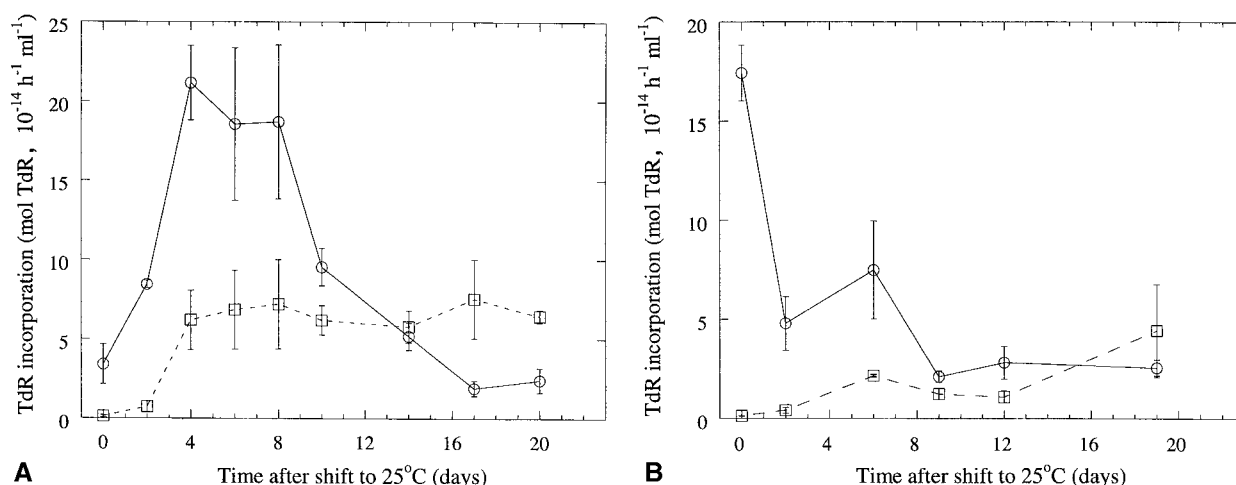 TdR incorporation (mol TdR, 10⁻¹⁴ h⁻¹ ml⁻¹)
25
20
15
10
5
0
0 4 8 12 16 20
Time after shift to 25°C (days)
A
TdR incorporation (mol TdR, 10⁻¹⁴ h⁻¹ ml⁻¹)
20
15
10
5
0
0 4 8 12 16 20
Time after shift to 25°C (days)
B